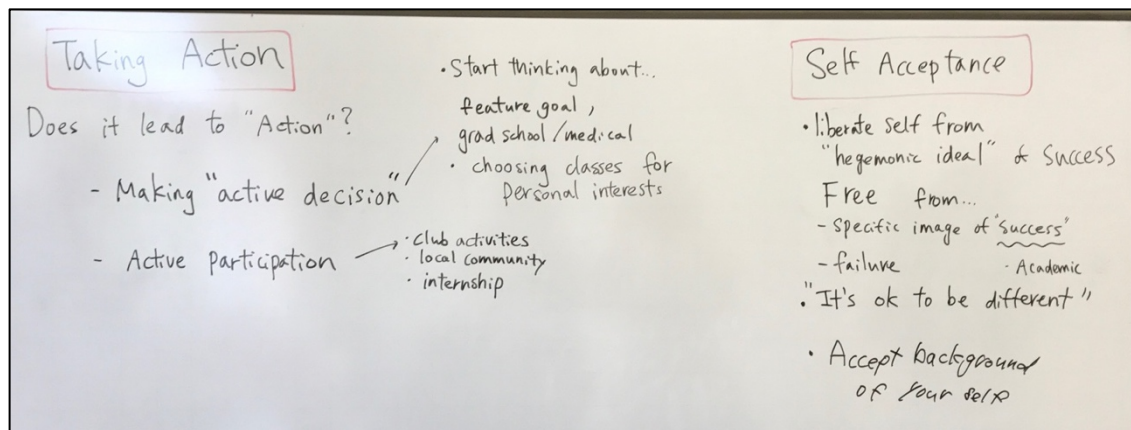 Taking Action
Does it lead to "Action"?
- Making "active decision"
- Active participation
· Start thinking about...
feature goal,
grad school/medical
· choosing classes for
personal interests
· club activities
· local community
· internship
Self Acceptance
· liberate self from
"hegemonic ideal" of success
Free from...
- Specific image of "success"
- failure · Academic
· "It's ok to be different"
· Accept background
of your self